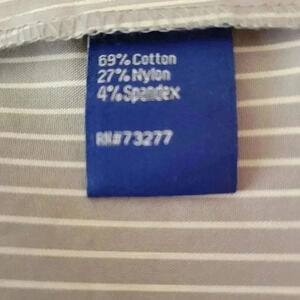 69% Cotton
27% Nylon
4% Spandex
RN#73277